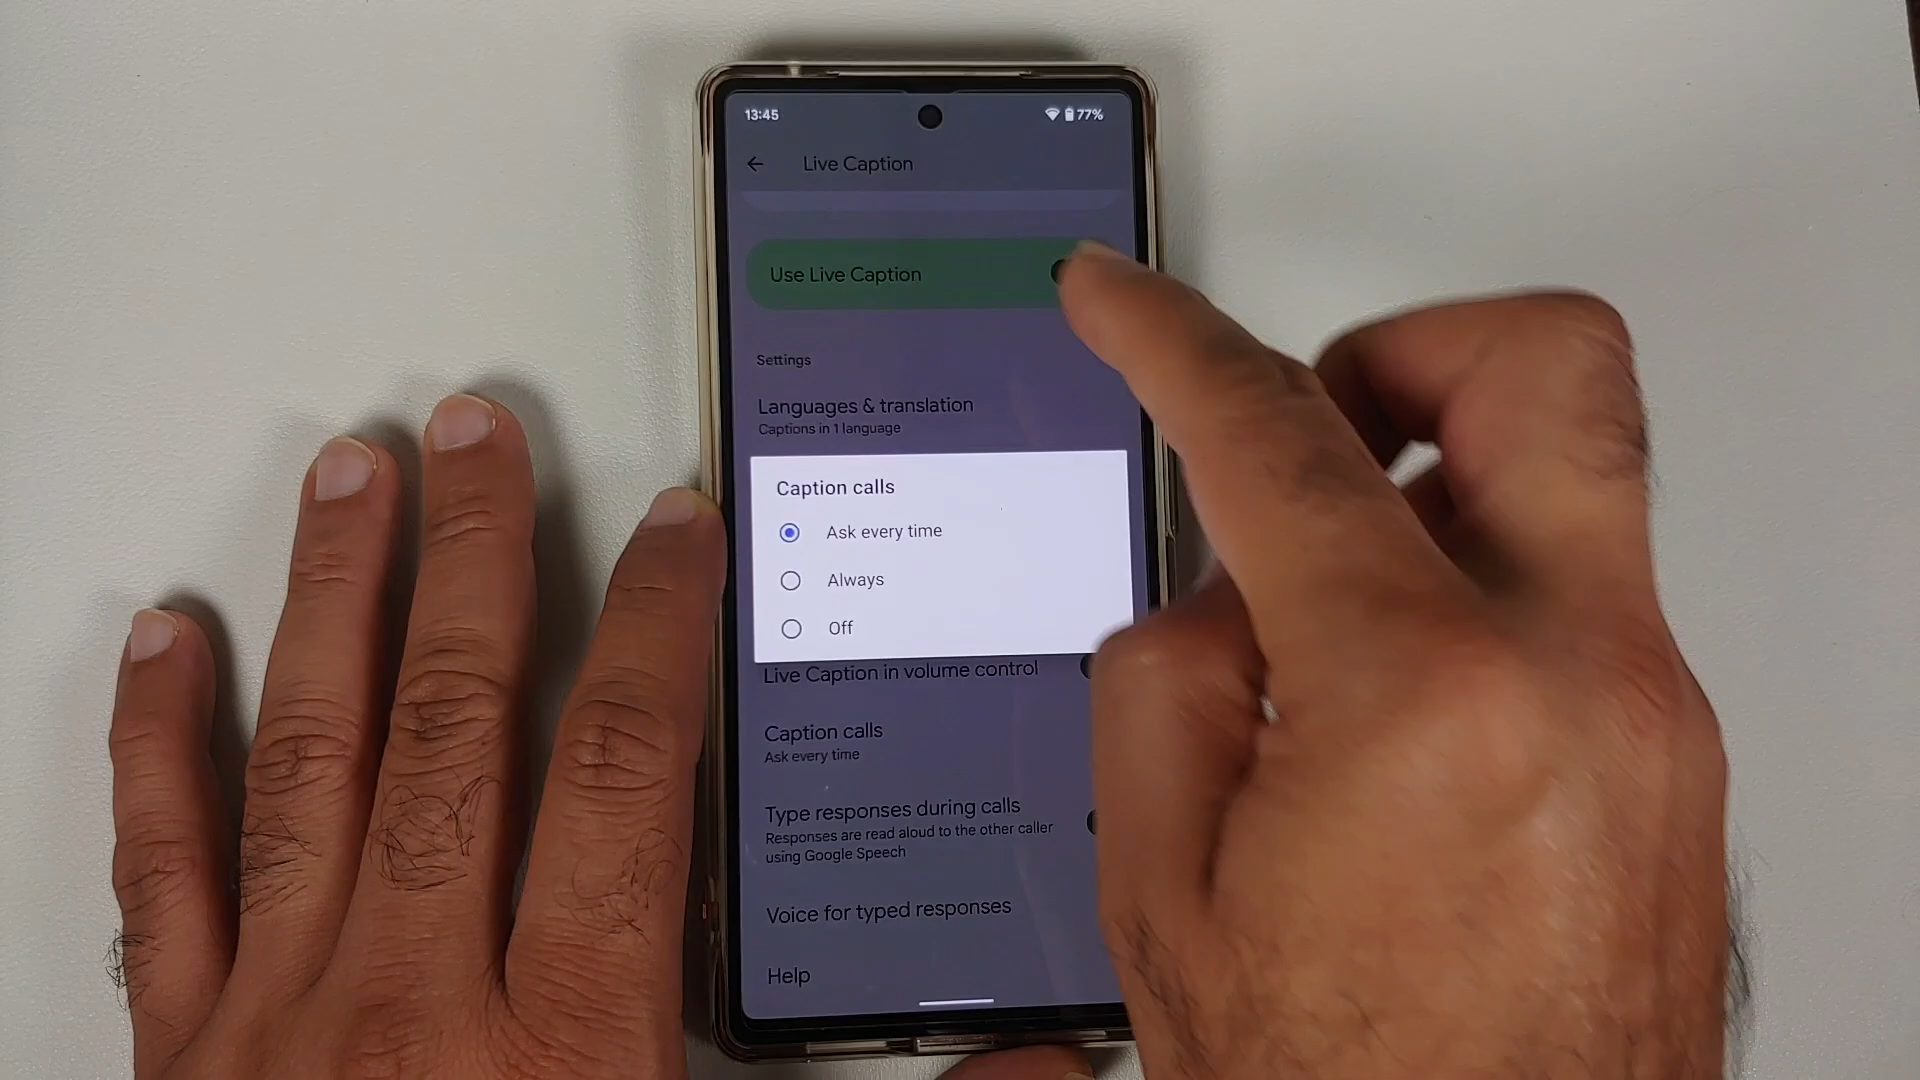 13:45
77%
Live Caption
Use Live Caption
Settings
Languages & translation
Captions in 1 language
Caption calls
Ask every time
Always
Off
Live Caption in volume control
Caption calls
Ask every time
Type responses during calls
Responses are read aloud to the other caller
using Google Speech
Voice for typed responses
Help